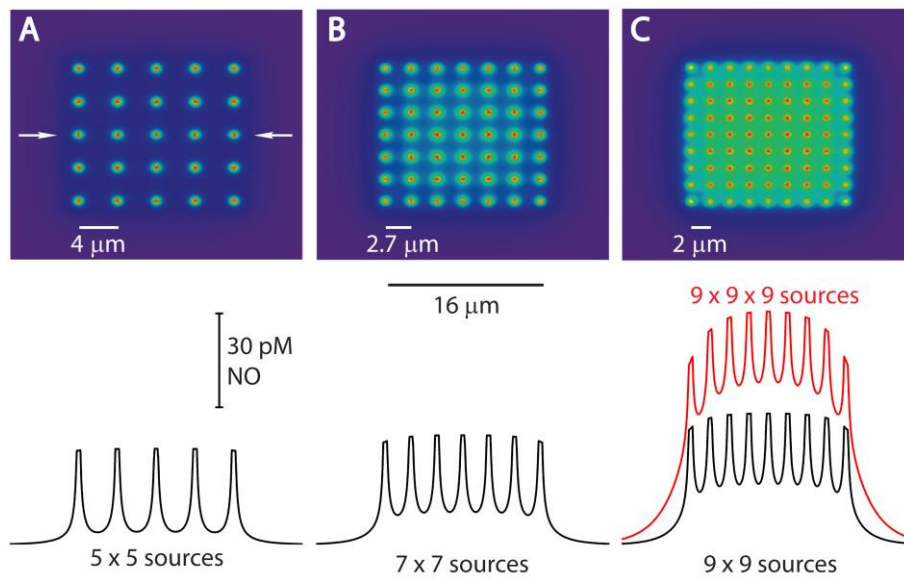 A
B
C
4 μm
2.7 μm
2 μm
16 μm
30 pM
NO
9 x 9 x 9 sources
5 x 5 sources
7 x 7 sources
9 x 9 sources